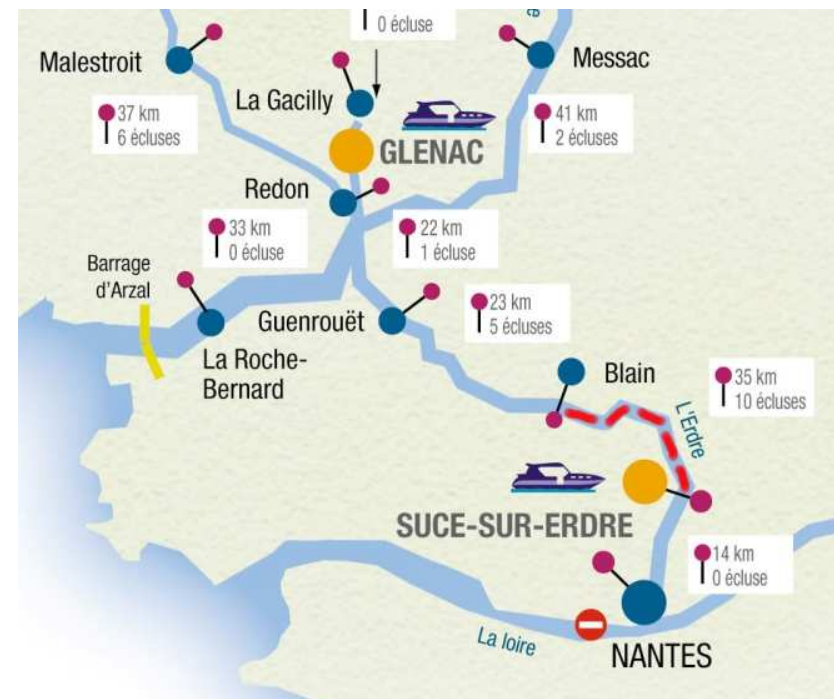 0 écluse
Malestroit
Messac
La Gacilly
37 km
6 écluses
41 km
2 écluses
GLENAC
Redon
33 km
0 écluse
22 km
1 écluse
Barrage
d'Arzal
23 km
5 écluses
Guenrouët
La Roche-
Bernard
Blain
35 km
10 écluses
L'Erdre
SUCE-SUR-ERDRE
14 km
0 écluse
La loire
NANTES